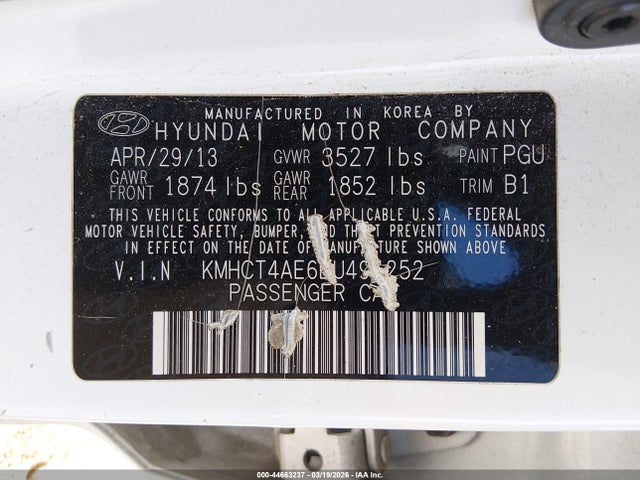 MANUFACTURED IN KOREA BY
HYUNDAI MOTOR COMPANY
APR/29/13 GVWR 3527 lbs PAINT PGU
GAWR FRONT 1874 lbs GAWR REAR 1852 lbs TRIM B1
THIS VEHICLE CONFORMS TO ALL APPLICABLE U.S.A. FEDERAL
MOTOR VEHICLE SAFETY, BUMPER, AND THEFT PREVENTION STANDARDS
IN EFFECT ON THE DATE OF MANUFACTURE SHOWN ABOVE.
V.I.N
PASSENGER
000-44663237 - 03/19/2026 - IAAI.COM